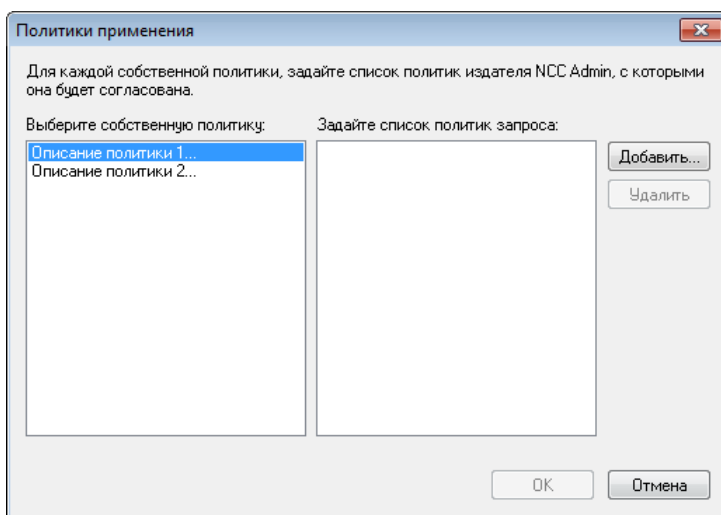 Политики применения
Для каждой собственной политики, задайте список политик издателя NCC Admin, с которыми
она будет согласована.
Выберите собственную политику:
Задайте список политик запроса:
Описание политики 1...
Описание политики 2...
Добавить...
Удалить
OK
Отмена